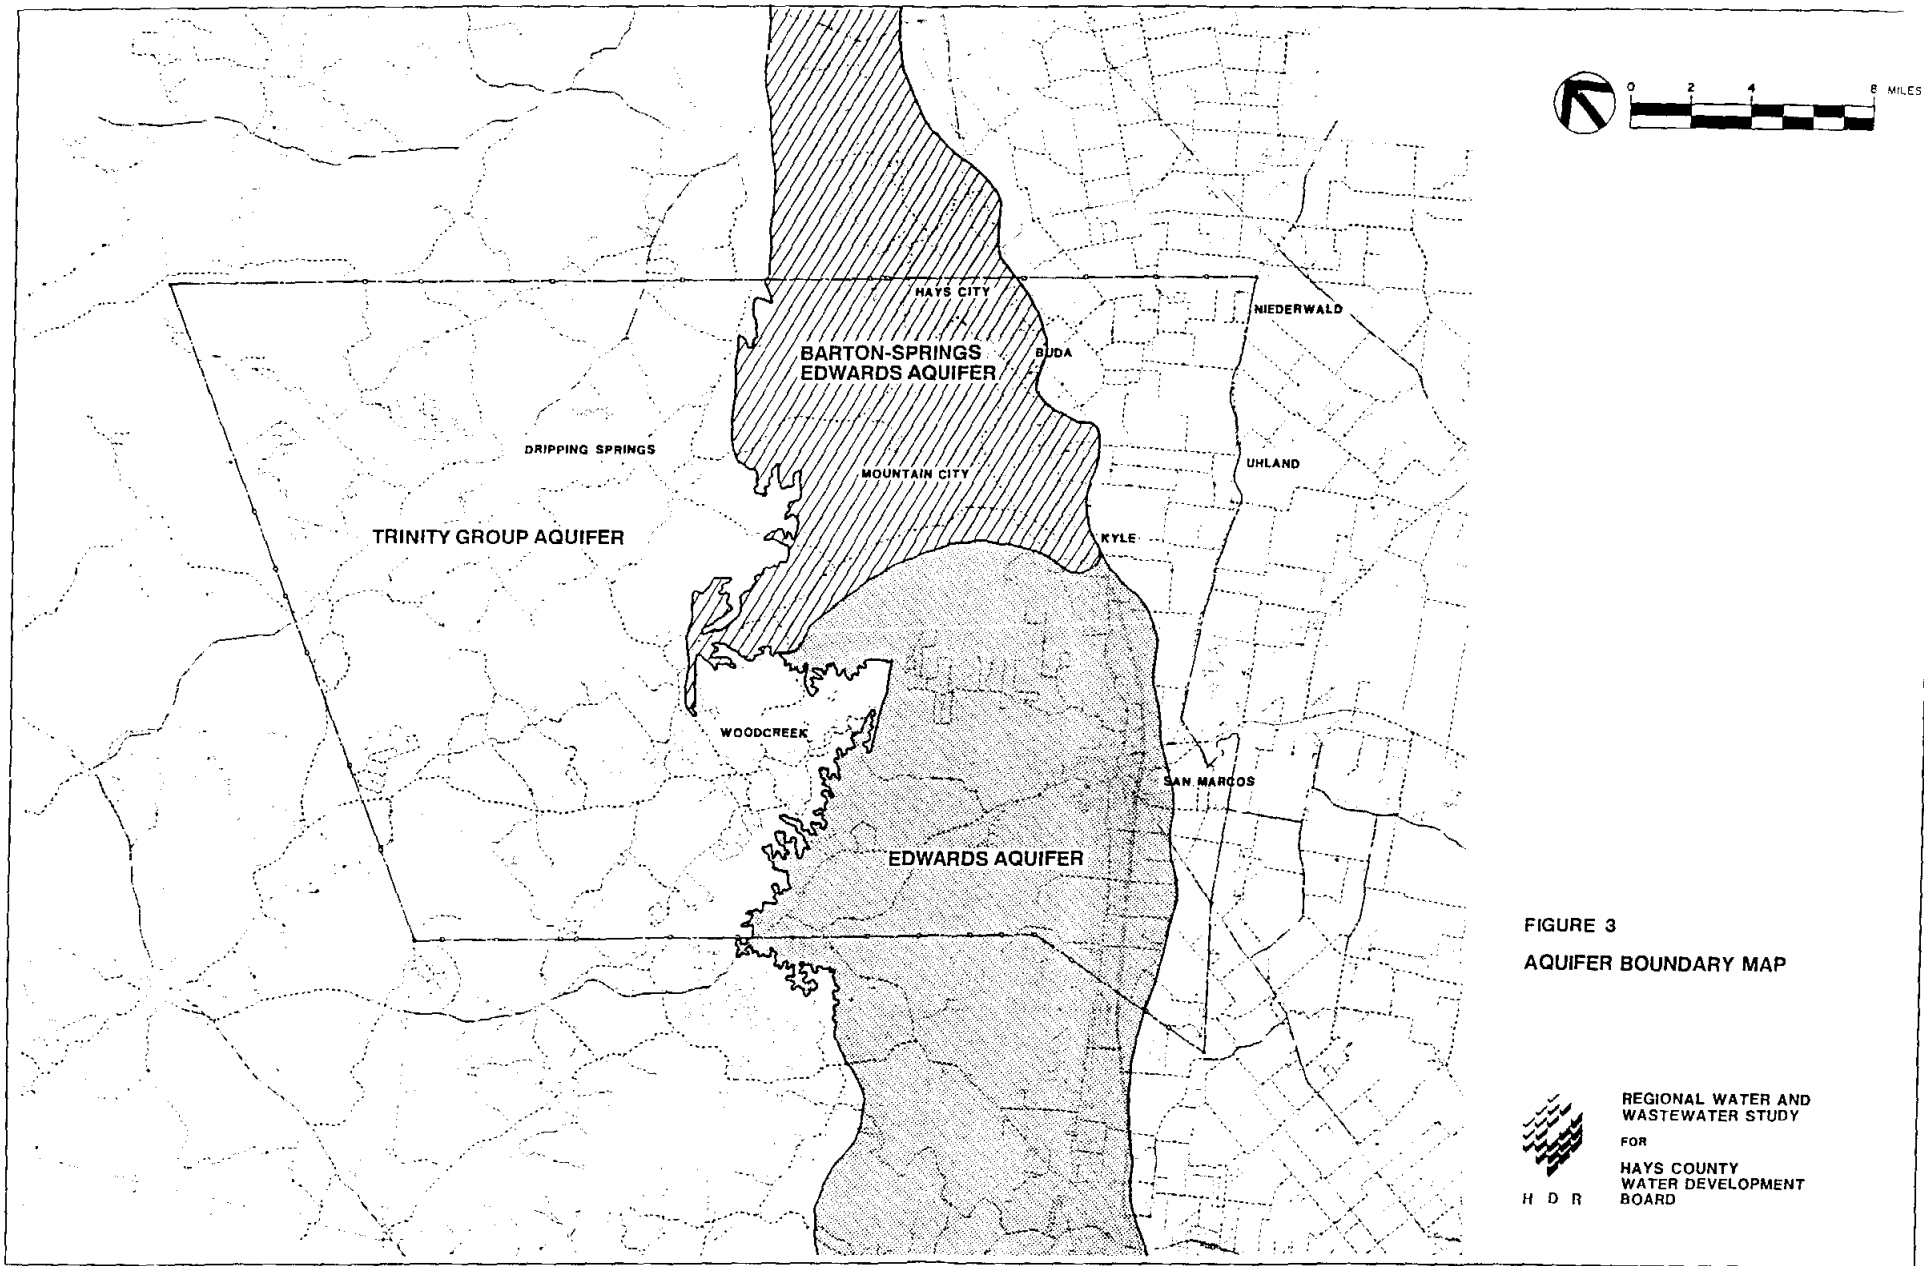 0 2 4 8 MILES
HAYS CITY
NIEDERWALD
BARTON-SPRINGS
EDWARDS AQUIFER
BUDA
DRIPPING SPRINGS
MOUNTAIN CITY
UHLAND
TRINITY GROUP AQUIFER
KYLE
WOODCREEK
SAN MARCOS
EDWARDS AQUIFER
FIGURE 3
AQUIFER BOUNDARY MAP
REGIONAL WATER AND
WASTEWATER STUDY
FOR
HAYS COUNTY
WATER DEVELOPMENT
BOARD
H D R